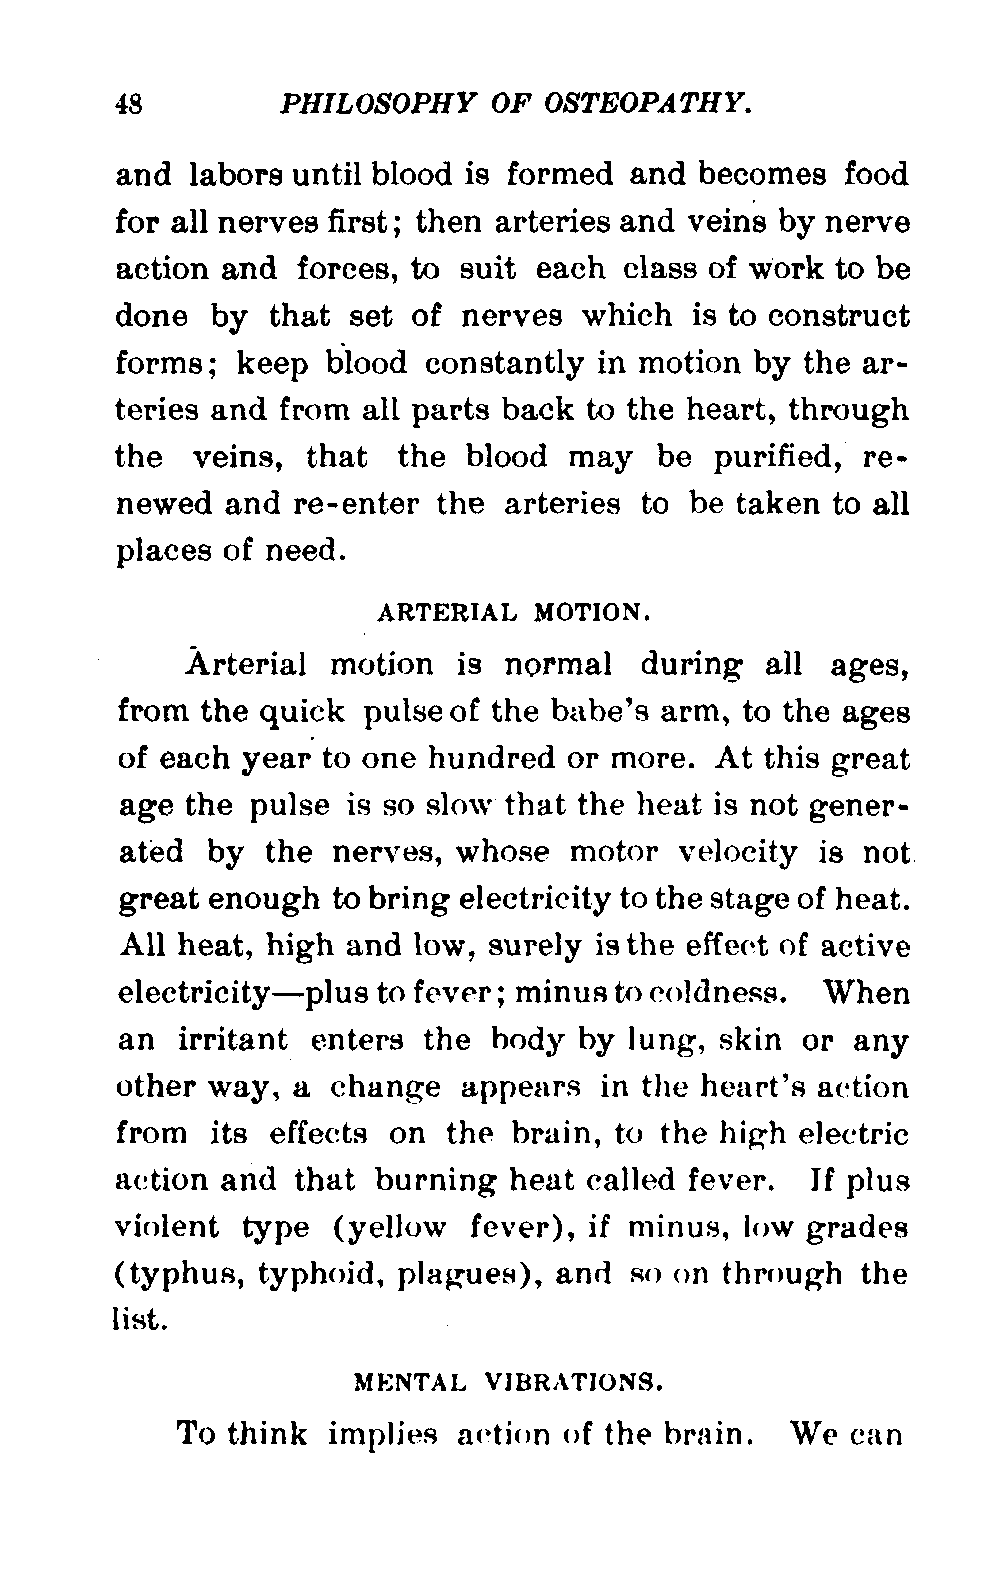 48 PHILOSOPHY OF OSTEOPATHY.
and labors until blood is formed and becomes food
for all nerves first; then arteries and veins by nerve
action and forces, to suit each class of work to be
done by that set of nerves which is to construct
forms; keep blood constantly in motion by the ar-
teries and from all parts back to the heart, through
the veins, that the blood may be purified, re-
newed and re-enter the arteries to be taken to all
places of need.
ARTERIAL MOTION.
Arterial motion is normal during all ages,
from the quick pulse of the babe's arm, to the ages
of each year to one hundred or more. At this great
age the pulse is so slow that the heat is not gener-
ated by the nerves, whose motor velocity is not
great enough to bring electricity to the stage of heat.
All heat, high and low, surely is the effect of active
electricity—plus to fever; minus to coldness. When
an irritant enters the body by lung, skin or any
other way, a change appears in the heart's action
from its effects on the brain, to the high electric
action and that burning heat called fever. If plus
violent type (yellow fever), if minus, low grades
(typhus, typhoid, plagues), and so on through the
list.
MENTAL VIBRATIONS.
To think implies action of the brain. We can